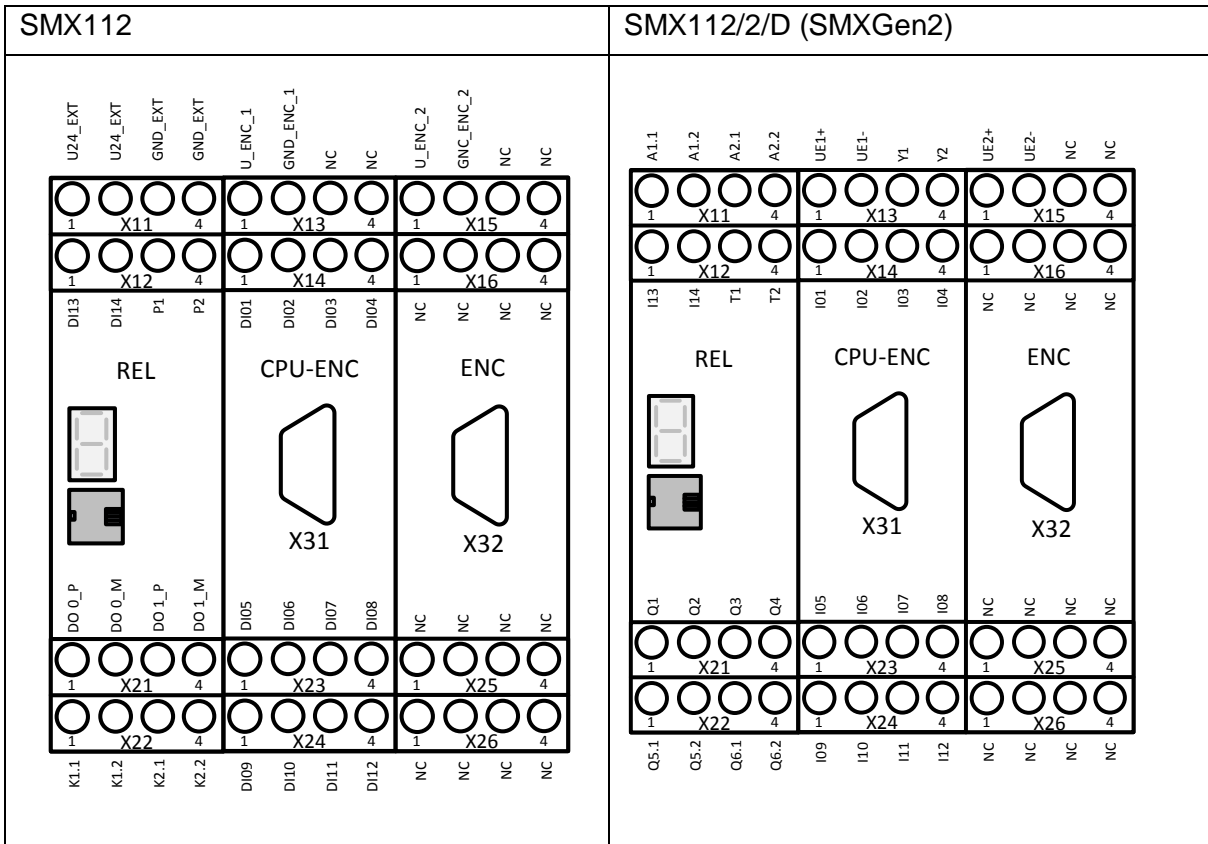 SMX112
SMX112/2/D (SMXGen2)
U24_EXT U24_EXT GND_EXT GND_EXT U_ENC_1 GND_ENC_1 NC NC U_ENC_2 GNC_ENC_2 NC NC
1 X11 4 1 X13 4 1 X15 4
1 X12 4 1 X14 4 1 X16 4
DI13 DI14 P1 P2 DI01 DI02 DI03 DI04 NC NC NC NC
REL CPU-ENC ENC
X31 X32
DO 0_P DO 0_M DO 1_P DO 1_M DI05 DI06 DI07 DI08 NC NC NC NC
1 X21 4 1 X23 4 1 X25 4
1 X22 4 1 X24 4 1 X26 4
K1.1 K1.2 K2.1 K2.2 DI09 DI10 DI11 DI12 NC NC NC NC
A1.1 A1.2 A2.1 A2.2 UE1+ UE1- Y1 Y2 UE2+ UE2- NC NC
1 X11 4 1 X13 4 1 X15 4
1 X12 4 1 X14 4 1 X16 4
I13 I14 T1 T2 I01 I02 I03 I04 NC NC NC NC
REL CPU-ENC ENC
X31 X32
Q1 Q2 Q3 Q4 I05 I06 I07 I08 NC NC NC NC
1 X21 4 1 X23 4 1 X25 4
1 X22 4 1 X24 4 1 X26 4
Q5.1 Q5.2 Q6.1 Q6.2 I09 I10 I11 I12 NC NC NC NC